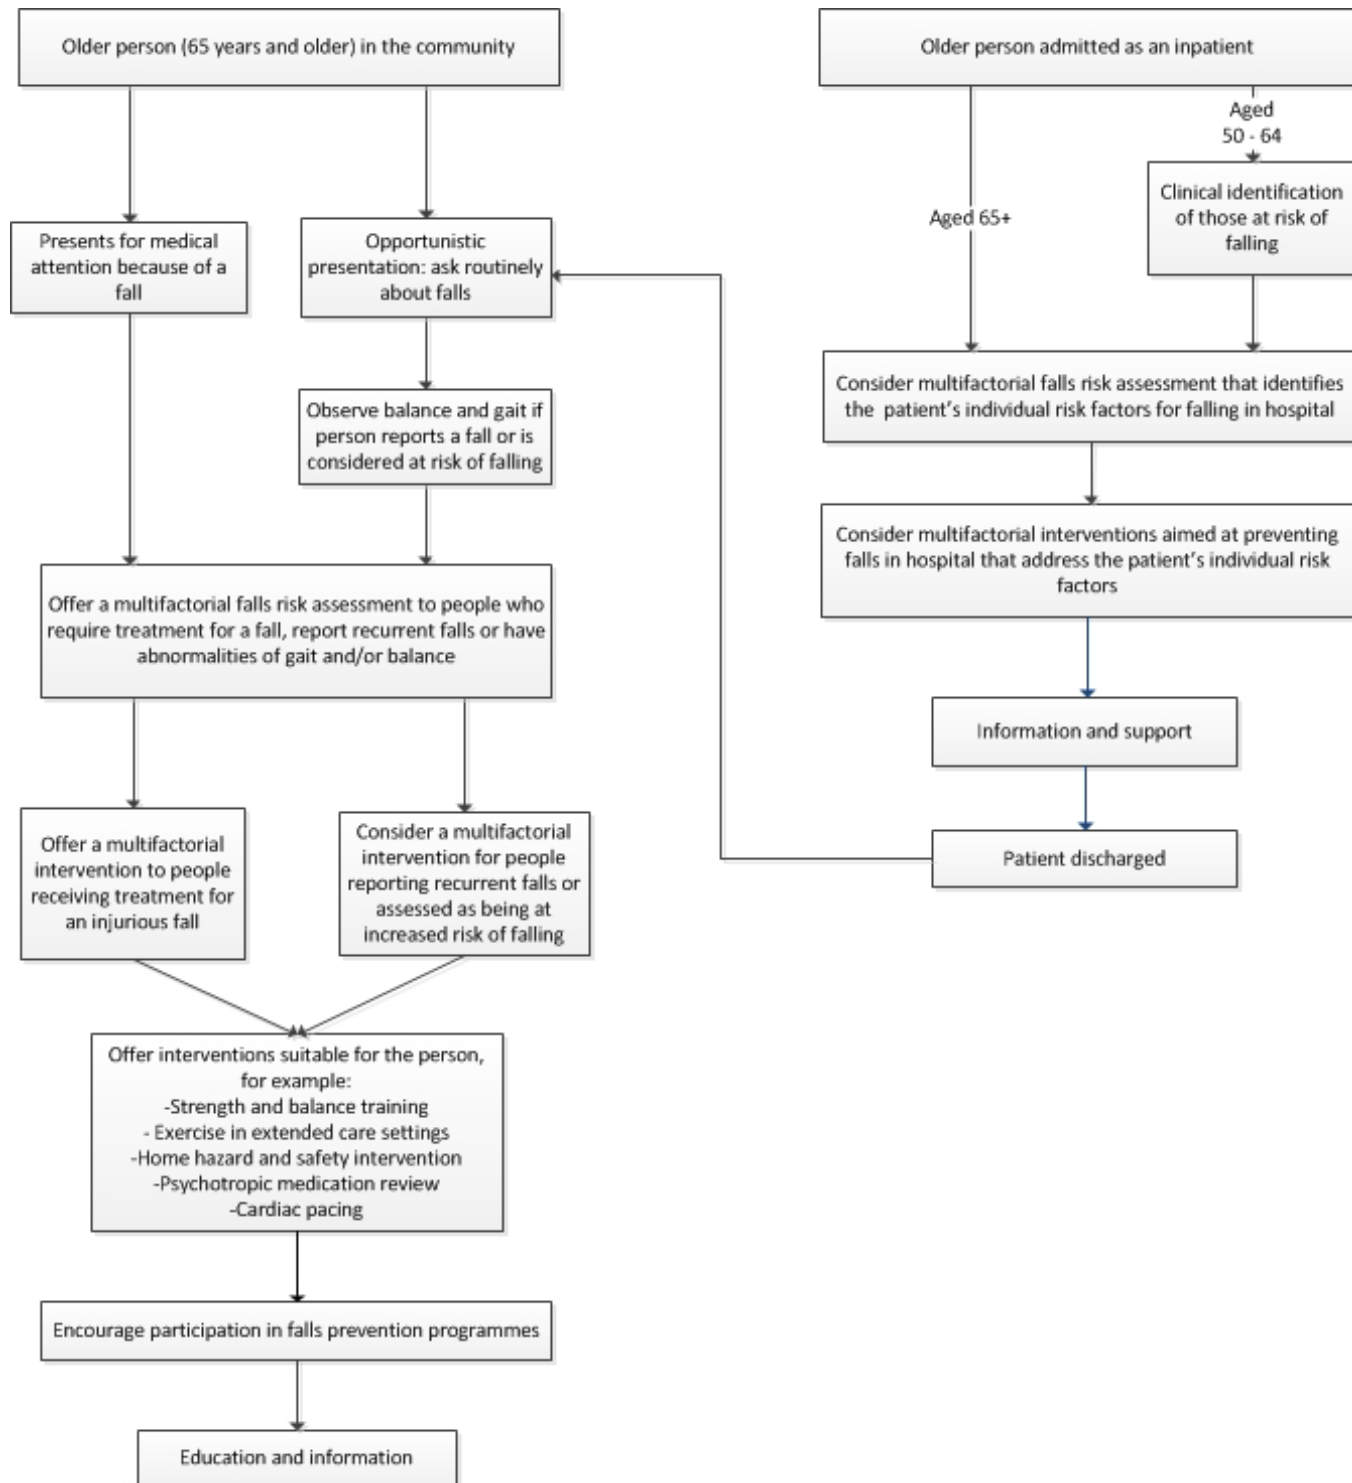 Older person (65 years and older) in the community
Presents for medical
attention because of a
fall
Opportunistic
presentation: ask routinely
about falls
Observe balance and gait if
person reports a fall or is
considered at risk of falling
Offer a multifactorial falls risk assessment to people who
require treatment for a fall, report recurrent falls or have
abnormalities of gait and/or balance
Offer a multifactorial
intervention to people
receiving treatment for
an injurious fall
Consider a multifactorial
intervention for people
reporting recurrent falls or
assessed as being at
increased risk of falling
Offer interventions suitable for the person,
for example:
-Strength and balance training
- Exercise in extended care settings
-Home hazard and safety intervention
-Psychotropic medication review
-Cardiac pacing
Encourage participation in falls prevention programmes
Education and information
Older person admitted as an inpatient
Aged 65+
Aged
50 - 64
Clinical identification
of those at risk of
falling
Consider multifactorial falls risk assessment that identifies
the patient's individual risk factors for falling in hospital
Consider multifactorial interventions aimed at preventing
falls in hospital that address the patient's individual risk
factors
Information and support
Patient discharged